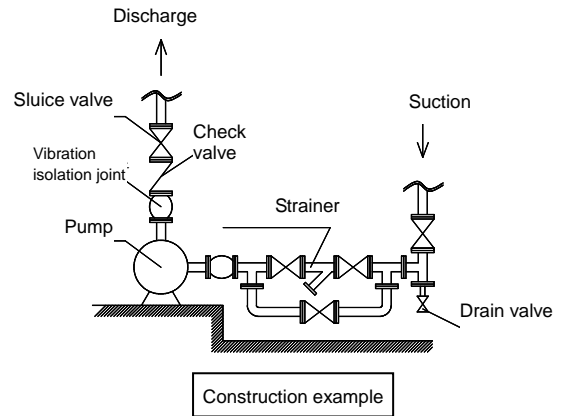 Discharge
Sluice valve
Check
valve
Vibration
isolation joint
Pump
Suction
Strainer
Drain valve
Construction example